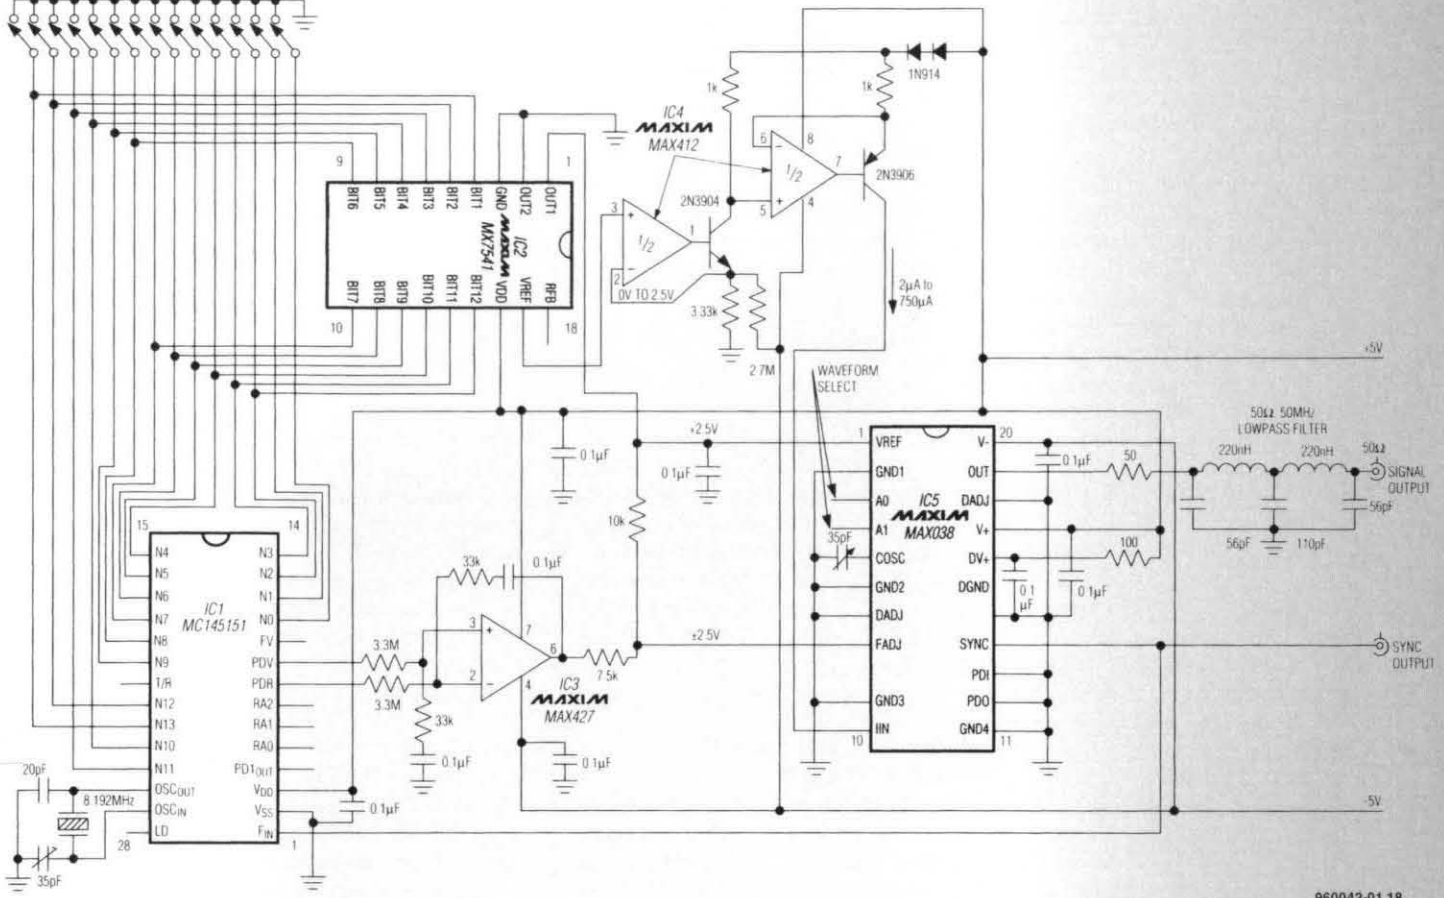 1N914
1k
1k
IC4
MAXIM
MAX412
6
8
9
1
1/2
7
2N3906
BIT6
BIT5
BIT4
BIT3
BIT2
BIT1
GND
OUT2
OUT1
2N3904
5
4
3
IC2
MAXIM
MX7541
1/2
1
BIT7
BIT8
BIT9
BIT10
BIT11
BIT12
VDD
VREF
RFB
2
0V TO 2.5V
2µA to
750µA
10
18
3.33k
2.7M
+5V
WAVEFORM
SELECT
50Ω 50MHz
LOWPASS FILTER
+2.5V
1
VREF
V-
20
220nH
220nH
50Ω
0.1µF
0.1µF
GND1
OUT
0.1µF
50
SIGNAL
OUTPUT
A0
IC5
MAXIM
MAX038
DADJ
56pF
10k
A1
V+
15
14
35pF
COSC
DV+
100
56pF
110pF
N4
N3
33k
0.1µF
N5
N2
GND2
DGND
0.1
µF
0.1µF
N6
N1
IC1
MC145151
DADJ
N7
N0
3
7
N8
FV
±2.5V
FADJ
SYNC
SYNC
OUTPUT
N9
PDV
3.3M
6
T/R
PDR
2
4
7.5k
PDI
3.3M
IC3
MAXIM
MAX427
N12
RA2
GND3
PDO
N13
RA1
33k
IIN
GND4
N10
RA0
10
11
N11
PD1OUT
0.1µF
0.1µF
20pF
OSCOUT
VDD
8.192MHz
OSCIN
VSS
0.1µF
-5V
LD
FIN
28
1
35pF
960042-01-18